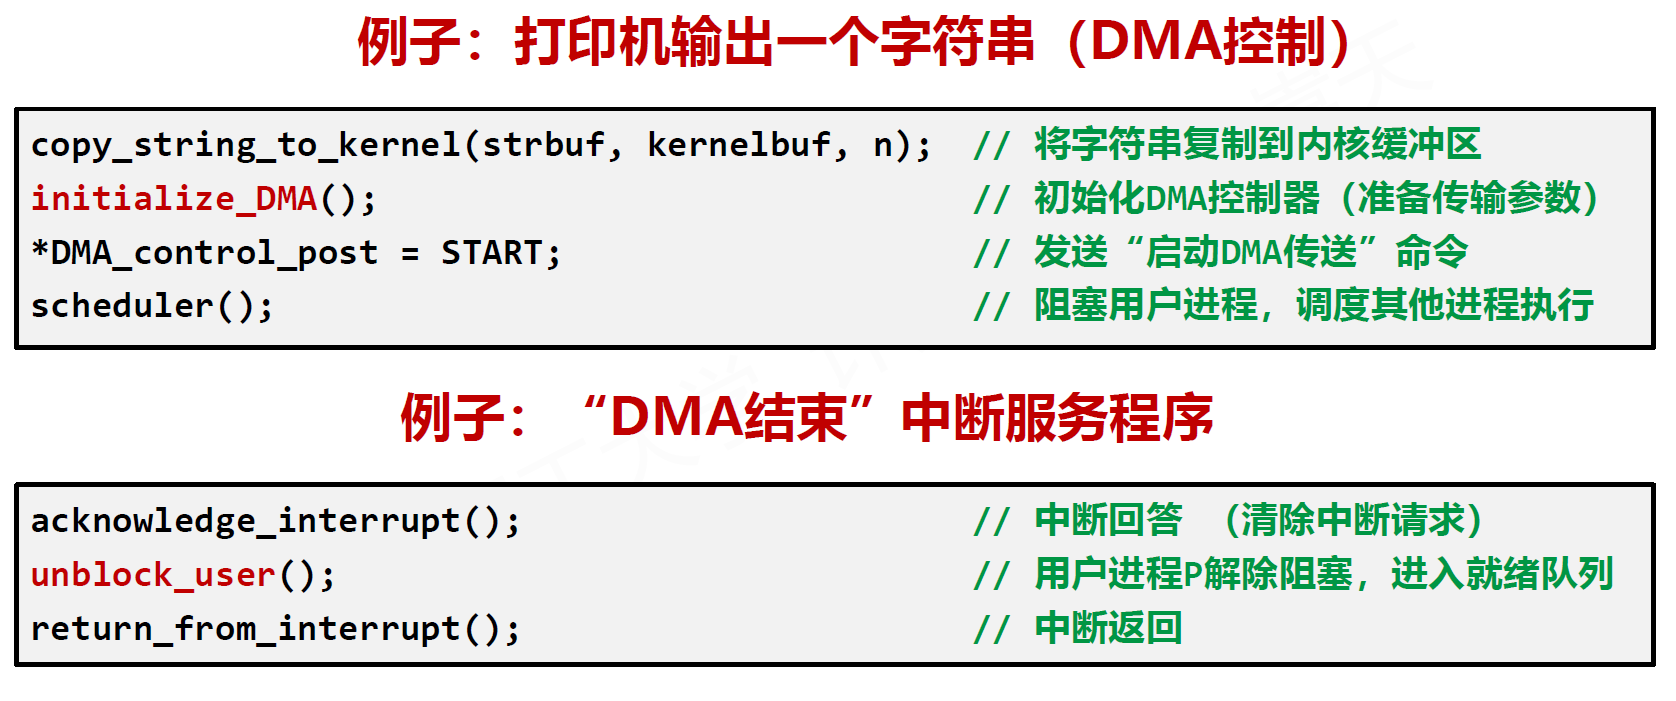 例子：打印机输出一个字符串（DMA控制）
copy_string_to_kernel(strbuf, kernelbuf, n); // 将字符串复制到内核缓冲区
initialize_DMA(); // 初始化DMA控制器（准备传输参数）
*DMA_control_post = START; // 发送“启动DMA传送”命令
scheduler(); // 阻塞用户进程，调度其他进程执行
例子：“DMA结束”中断服务程序
acknowledge_interrupt(); // 中断回答 （清除中断请求）
unblock_user(); // 用户进程P解除阻塞，进入就绪队列
return_from_interrupt(); // 中断返回